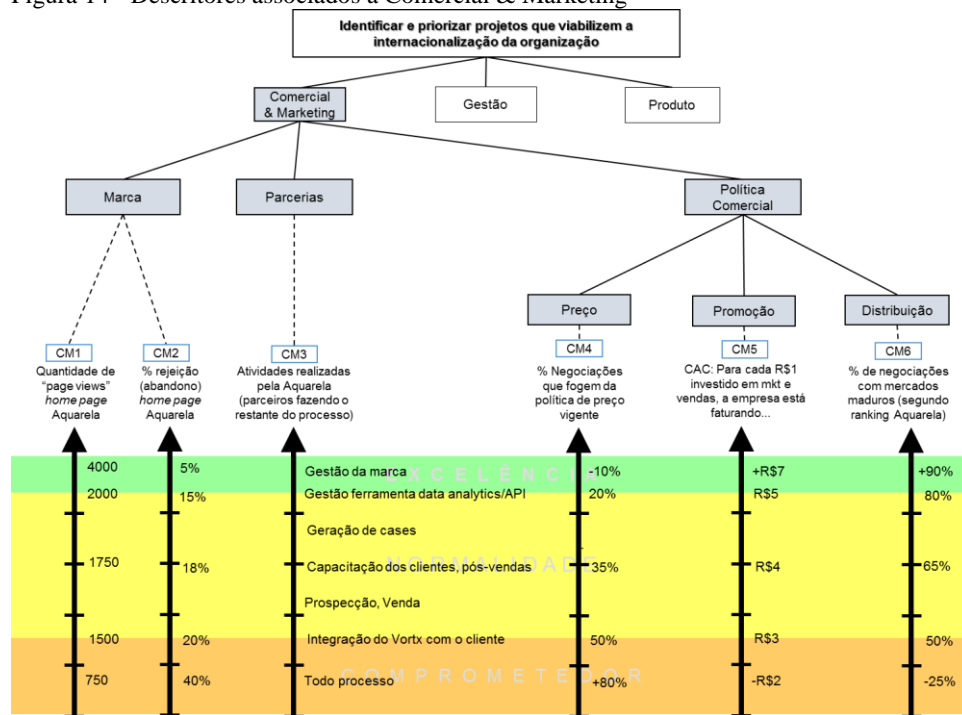 Figura 14 - Descritores associados a Comercial & Marketing
Identificar e priorizar projetos que viabilizem a
internacionalização da organização
Comercial
& Marketing
Gestão
Produto
Marca
Parcerias
Política
Comercial
Preço
Promoção
Distribuição
CM1
Quantidade de
“page views”
home page
Aquarela
CM2
% rejeição
(abandono)
home page
Aquarela
CM3
Atividades realizadas
pela Aquarela
(parceiros fazendo o
restante do processo)
CM4
% Negociações
que fogem da
política de preço
vigente
CM5
CAC: Para cada R$1
investido em mkt e
vendas, a empresa está
faturando...
CM6
% de negociações
com mercados
maduros (segundo
ranking Aquarela)
EXCELÊNCIA
4000 5% Gestão da marca -10% +R$7 +90%
2000 15% Gestão ferramenta data analytics/API 20% R$5 80%
Geração de cases
NORMALIDADE
1750 18% Capacitação dos clientes, pós-vendas 35% R$4 65%
Prospecção, Venda
1500 20% Integração do Vortx com o cliente 50% R$3 50%
COMPROMETEDOR
750 40% Todo processo +80% -R$2 -25%